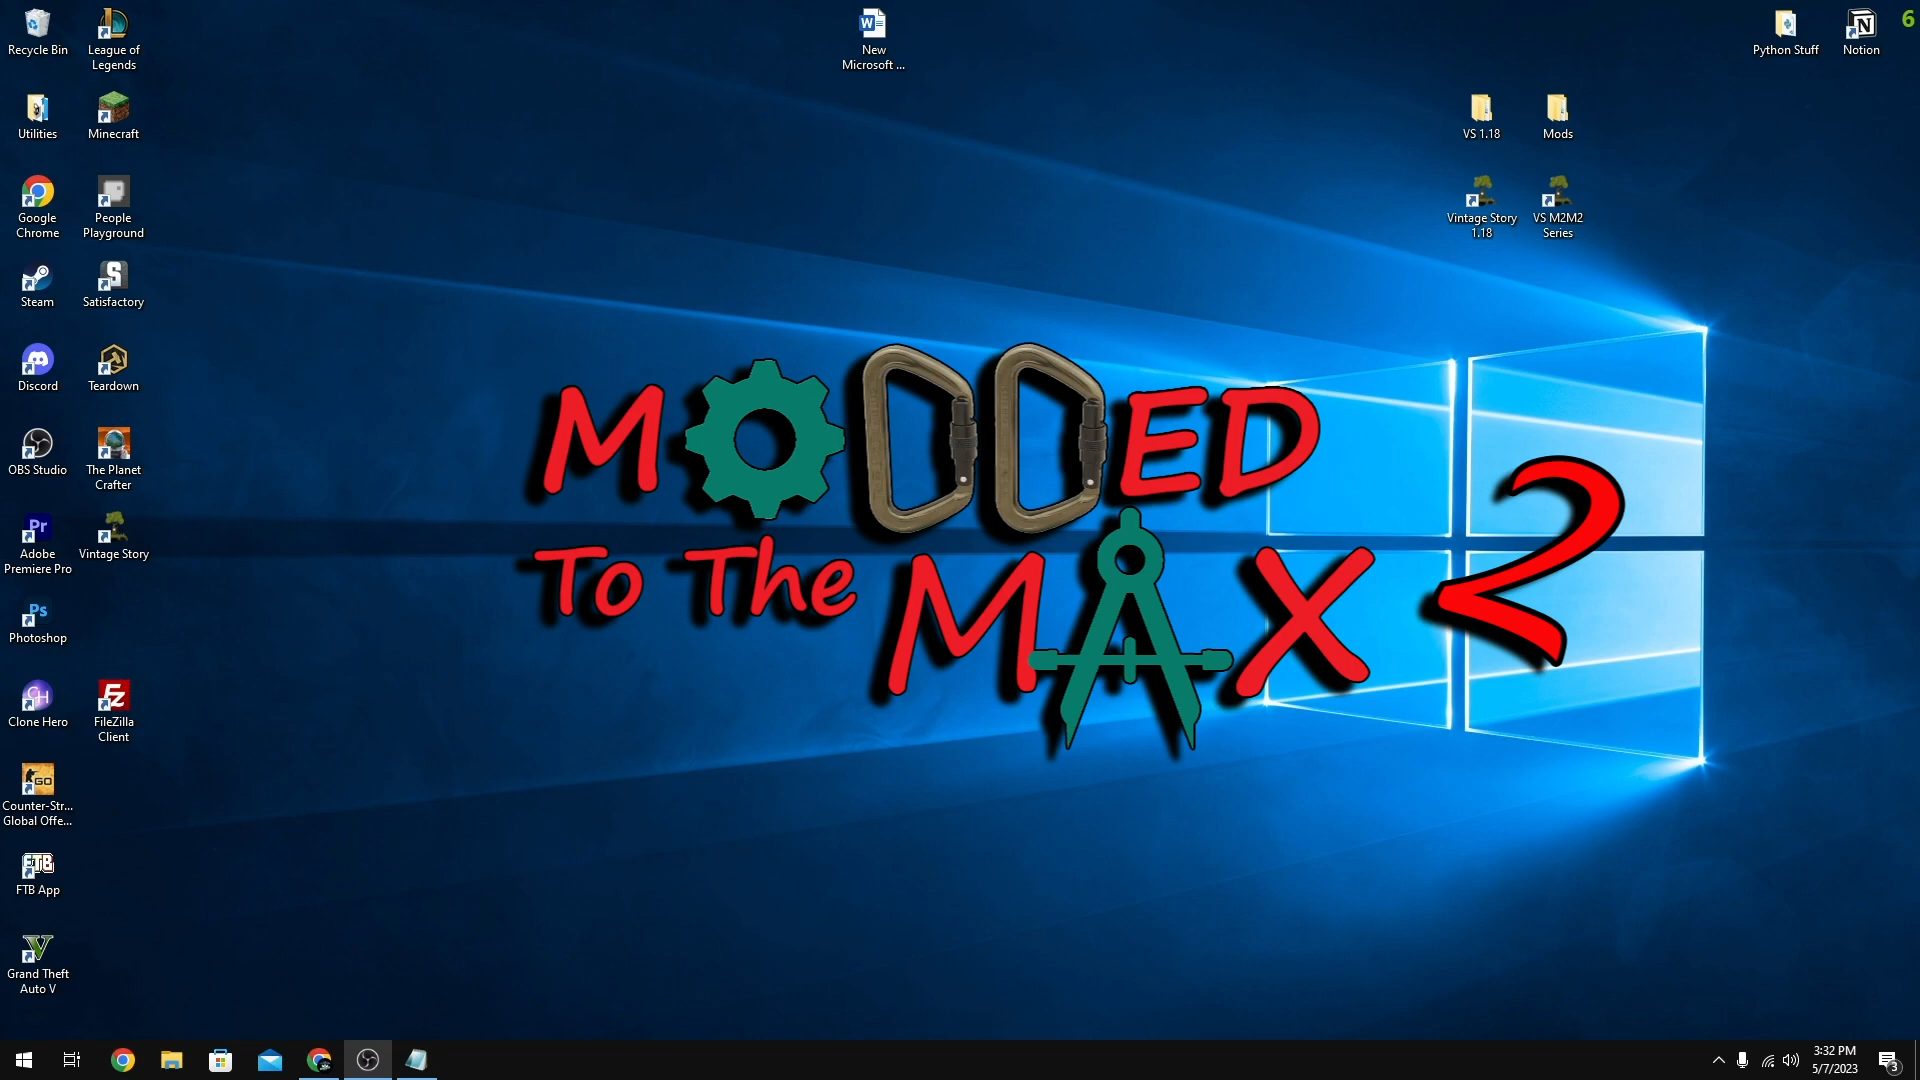 Recycle Bin
League of
Legends
New
Microsoft ...
Python Stuff
Notion
6
Utilities
Minecraft
VS 1.18
Mods
Google
Chrome
People
Playground
Vintage Story
1.18
VS M2M2
Series
Steam
Satisfactory
Discord
Teardown
OBS Studio
The Planet
Crafter
Adobe
Premiere Pro
Vintage Story
Photoshop
Clone Hero
FileZilla
Client
Counter-Str...
Global Offe...
FTB App
Grand Theft
Auto V
MODDED
To The MAX 2
3:32 PM
5/7/2023
3